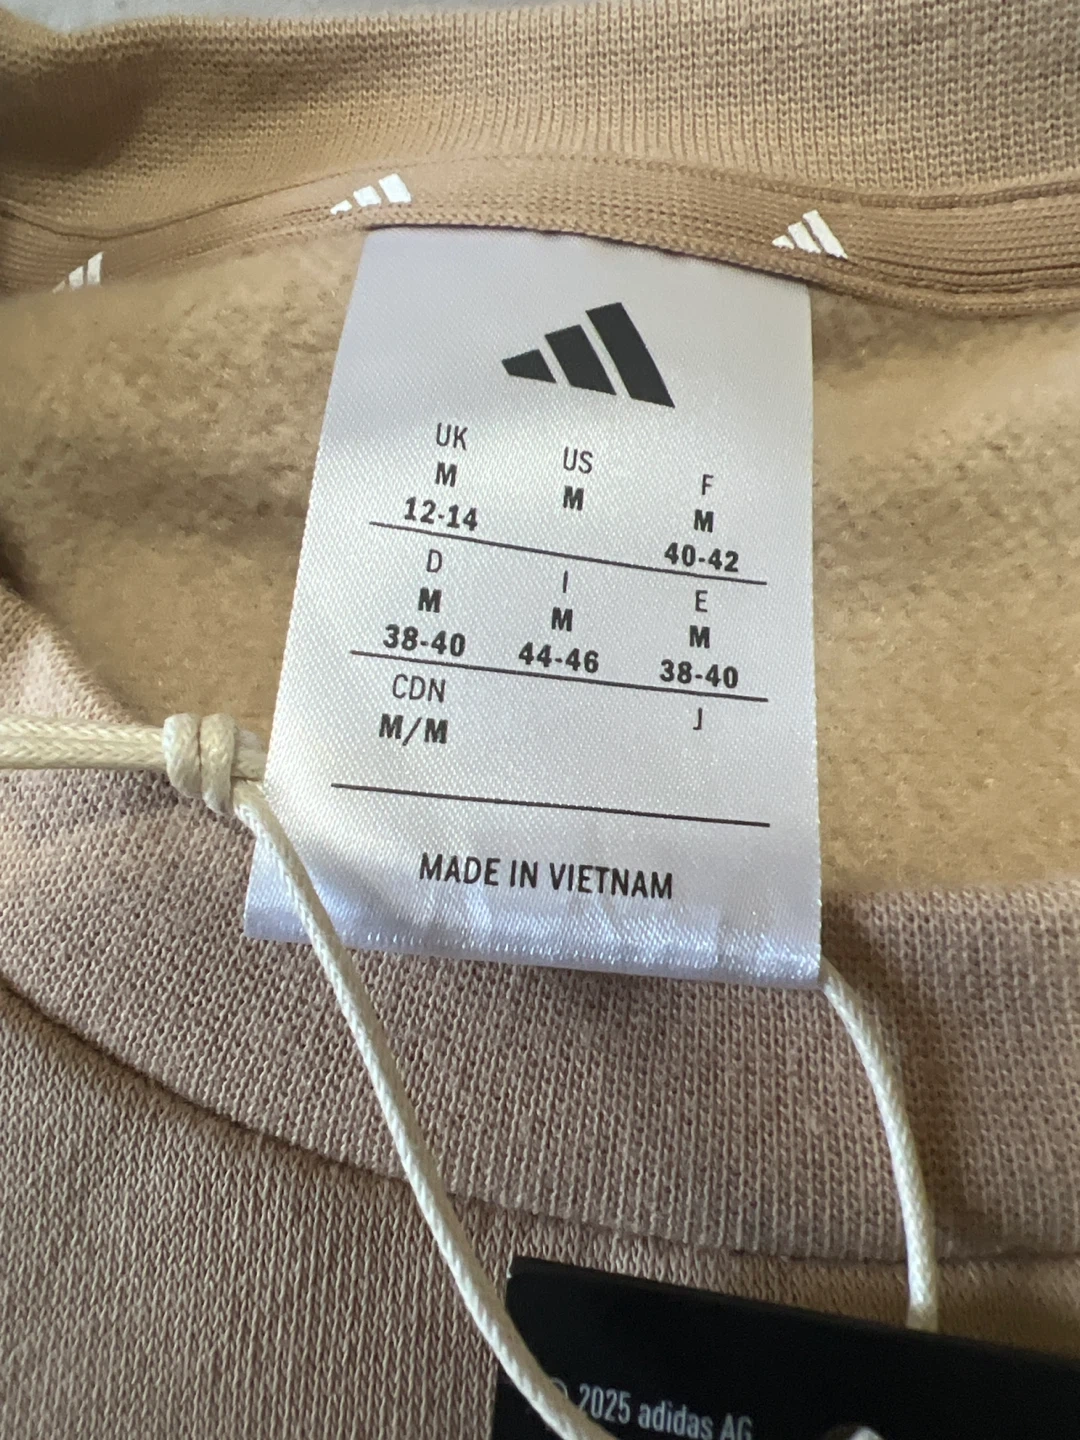 UK US F
M M M
12-14 40-42
D I E
M M M
38-40 44-46 38-40
CDN J
M/M
MADE IN VIETNAM
© 2025 adidas AG